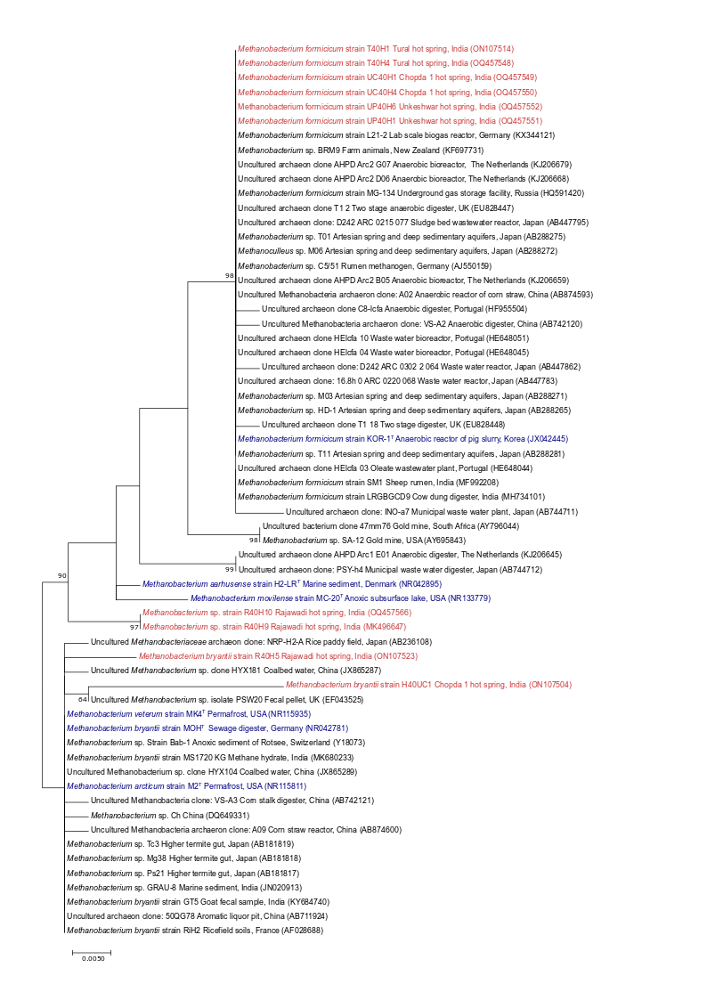 Methanobacterium formicicum strain T40H1 Tural hot spring, India (ON107514)
Methanobacterium formicicum strain T40H4 Tural hot spring, India (OQ457548)
Methanobacterium formicicum strain UC40H1 Chopda 1 hot spring, India (OQ457549)
Methanobacterium formicicum strain UC40H4 Chopda 1 hot spring, India (OQ457550)
Methanobacterium formicicum strain UP40H6 Unkeshwar hot spring, India (OQ457552)
Methanobacterium formicicum strain UP40H1 Unkeshwar hot spring, India (OQ457551)
Methanobacterium formicicum strain L21-2 Lab scale biogas reactor, Germany (KX344121)
Methanobacterium sp. BRM9 Farm animals, New Zealand (KF697731)
Uncultured archaeon clone AHPD Arc2 G07 Anaerobic bioreactor, The Netherlands (KJ206679)
Uncultured archaeon clone AHPD Arc2 D06 Anaerobic bioreactor, The Netherlands (KJ206668)
Methanobacterium formicicum strain MG-134 Underground gas storage facility, Russia (HQ591420)
Uncultured archaeon clone T1 2 Two stage anaerobic digester, UK (EU828447)
Uncultured archaeon clone: D242 ARC 0215 077 Sludge bed wastewater reactor, Japan (AB447795)
Methanobacterium sp. T01 Artesian spring and deep sedimentary aquifers, Japan (AB288275)
Methanoculleus sp. M06 Artesian spring and deep sedimentary aquifers, Japan (AB288272)
Methanobacterium sp. C5/51 Rumen methanogen, Germany (AJ550159)
98
Uncultured archaeon clone AHPD Arc2 B05 Anaerobic bioreactor, The Netherlands (KJ206659)
Uncultured Methanobacteria archaeron clone: A02 Anaerobic reactor of corn straw, China (AB874593)
Uncultured archaeon clone C8-lcfa Anaerobic digester, Portugal (HF955504)
Uncultured Methanobacteria archaeron clone: VS-A2 Anaerobic digester, China (AB742120)
Uncultured archaeon clone HElcfa 10 Waste water bioreactor, Portugal (HE648051)
Uncultured archaeon clone HElcfa 04 Waste water bioreactor, Portugal (HE648045)
Uncultured archaeon clone: D242 ARC 0302 2 064 Waste water reactor, Japan (AB447862)
Uncultured archaeon clone: 16.8h 0 ARC 0220 068 Waste water reactor, Japan (AB447783)
Methanobacterium sp. M03 Artesian spring and deep sedimentary aquifers, Japan (AB288271)
Methanobacterium sp. HD-1 Artesian spring and deep sedimentary aquifers, Japan (AB288265)
Uncultured archaeon clone T1 18 Two stage digester, UK (EU828448)
Methanobacterium formicicum strain KOR-1ᵀ Anaerobic reactor of pig slurry, Korea (JX042445)
Methanobacterium sp. T11 Artesian spring and deep sedimentary aquifers, Japan (AB288281)
Uncultured archaeon clone HElcfa 03 Oleate wastewater plant, Portugal (HE648044)
Methanobacterium formicicum strain SM1 Sheep rumen, India (MF992208)
Methanobacterium formicicum strain LRGBGCD9 Cow dung digester, India (MH734101)
Uncultured archaeon clone: INO-a7 Municipal waste water plant, Japan (AB744711)
Uncultured bacterium clone 47mm76 Gold mine, South Africa (AY796044)
98
Methanobacterium sp. SA-12 Gold mine, USA (AY695843)
Uncultured archaeon clone AHPD Arc1 E01 Anaerobic digester, The Netherlands (KJ206645)
99
Uncultured archaeon clone: PSY-h4 Municipal waste water digester, Japan (AB744712)
90
Methanobacterium aarhusense strain H2-LRᵀ Marine sediment, Denmark (NR042895)
Methanobacterium movilense strain MC-20ᵀ Anoxic subsurface lake, USA (NR133779)
Methanobacterium sp. strain R40H10 Rajawadi hot spring, India (OQ457566)
97
Methanobacterium sp. strain R40H9 Rajawadi hot spring, India (MK496647)
Uncultured Methanobacteriaceae archaeon clone: NRP-H2-A Rice paddy field, Japan (AB236108)
Methanobacterium bryantii strain R40H5 Rajawadi hot spring, India (ON107523)
Uncultured Methanobacterium sp. clone HYX181 Coalbed water, China (JX865287)
Methanobacterium bryantii strain H40UC1 Chopda 1 hot spring, India (ON107504)
64
Uncultured Methanobacterium sp. isolate PSW20 Fecal pellet, UK (EF043525)
Methanobacterium veterum strain MK4ᵀ Permafrost, USA (NR115935)
Methanobacterium bryantii strain MOHᵀ Sewage digester, Germany (NR042781)
Methanobacterium sp. Strain Bab-1 Anoxic sediment of Rotsee, Switzerland (Y18073)
Methanobacterium bryantii strain MS1720 KG Methane hydrate, India (MK680233)
Uncultured Methanobacterium sp. clone HYX104 Coalbed water, China (JX865289)
Methanobacterium arcticum strain M2ᵀ Permafrost, USA (NR115811)
Uncultured Methanobacteria clone: VS-A3 Corn stalk digester, China (AB742121)
Methanobacterium sp. Ch China (DQ649331)
Uncultured Methanobacteria archaeron clone: A09 Corn straw reactor, China (AB874600)
Methanobacterium sp. Tc3 Higher termite gut, Japan (AB181819)
Methanobacterium sp. Mg38 Higher termite gut, Japan (AB181818)
Methanobacterium sp. Ps21 Higher termite gut, Japan (AB181817)
Methanobacterium sp. GRAU-8 Marine sediment, India (JN020913)
Methanobacterium bryantii strain GT5 Goat fecal sample, India (KY684740)
Uncultured archaeon clone: 50QG78 Aromatic liquor pit, China (AB711924)
Methanobacterium bryantii strain RiH2 Ricefield soils, France (AF028688)
0.0050